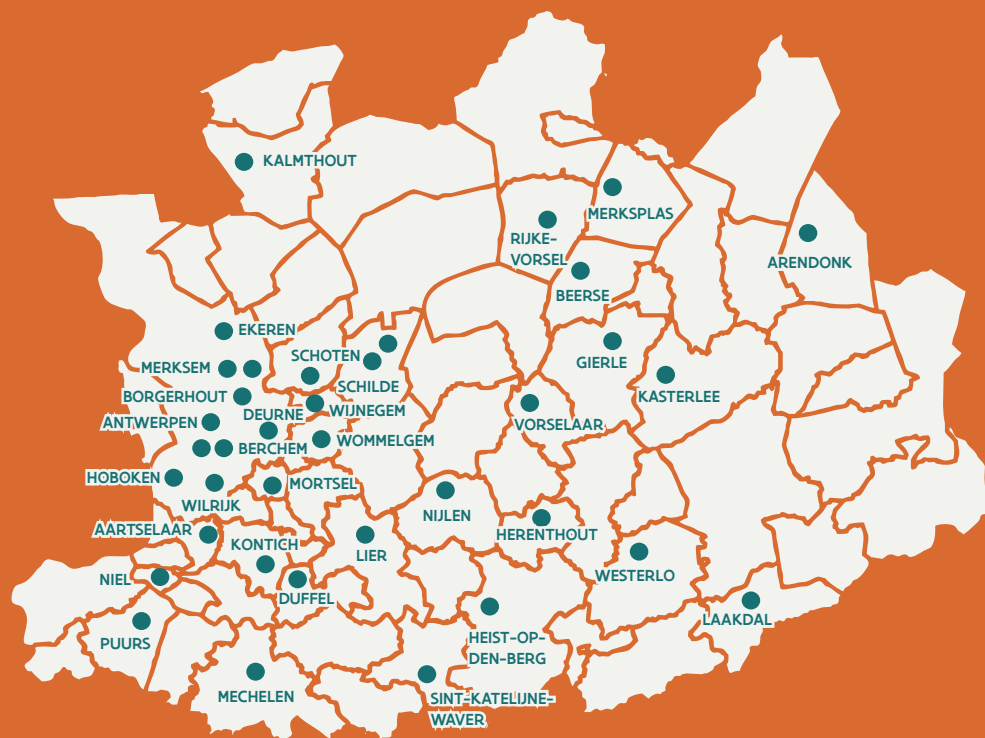 KALMTHOUT
MERKSPLAS
RIJKE-
VORSEL
ARENDONK
BEERSE
EKEREN
SCHOTEN
GIERLE
MERKSEM
SCHILDE
KASTERLEE
BORGERHOUT
DEURNE
WIJNEGEM
ANTWERPEN
VORSELAAR
WOMMELGEM
BERCHEM
HOBOKEN
MORTSEL
WILRIJK
NIJLEN
AARTSELAAR
HERENTHOUT
KONTICH
LIER
WESTERLO
NIEL
DUFFEL
LAAKDAL
PUURS
HEIST-OP-
DEN-BERG
MECHELEN
SINT-KATELIJNE-
WAVER